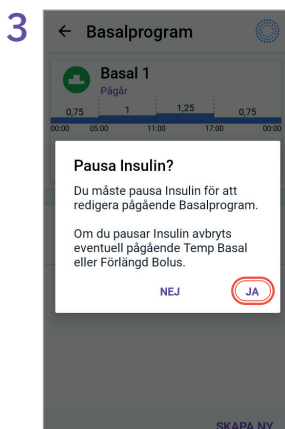 3
Basalprogram
Basal 1
Pågår
0,75 1 1,25 0,75
00:00 05:00 11:00 17:00 00:00
Pausa Insulin?
Du måste pausa Insulin för att
redigera pågående Basalprogram.
Om du pausar Insulin avbryts
eventuell pågående Temp Basal
eller Förlängd Bolus.
NEJ JA
SKAPA NY